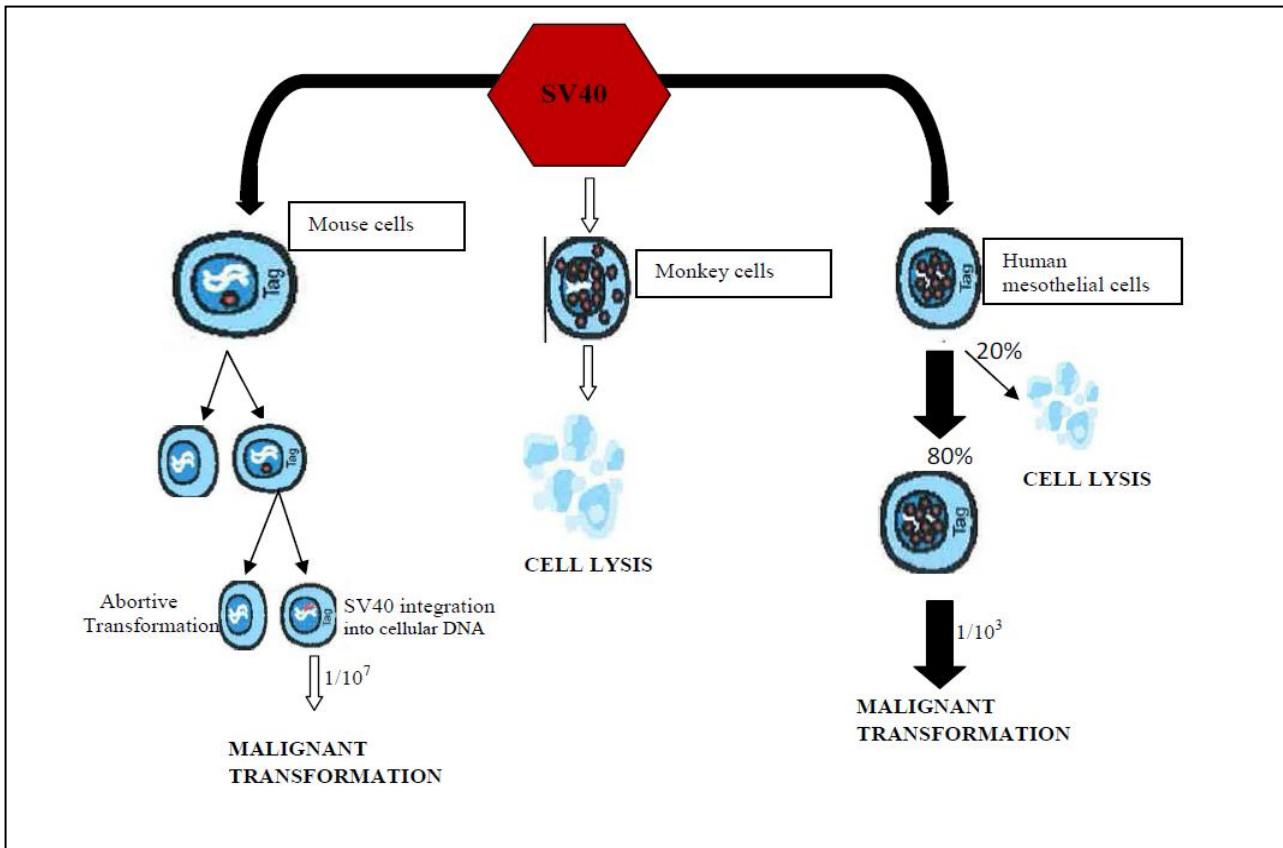 SV40
Mouse cells
Tag
Monkey cells
Human
mesothelial cells
Tag
20%
CELL LYSIS
80%
Tag
Tag
CELL LYSIS
Abortive
Transformation
SV40 integration
into cellular DNA
Tag
1/10⁷
1/10³
MALIGNANT
TRANSFORMATION
MALIGNANT
TRANSFORMATION